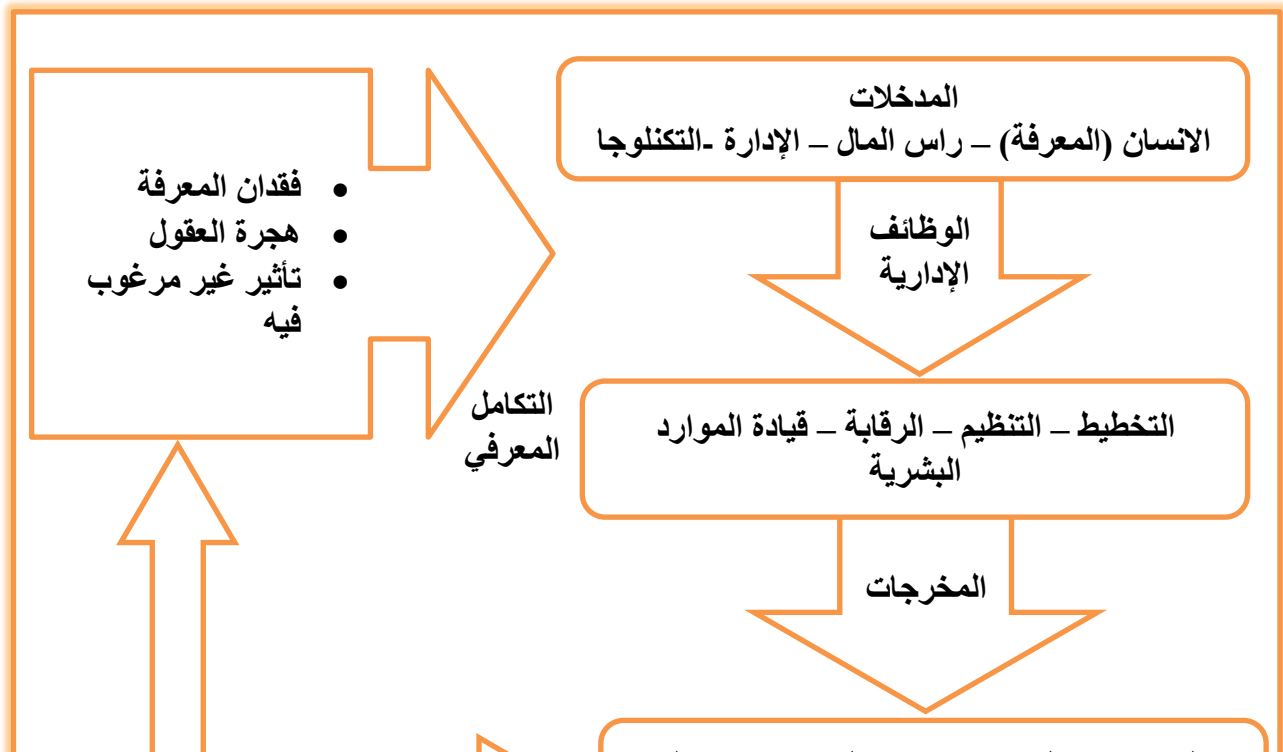 المدخلات
الانسان (المعرفة) – راس المال – الإدارة -التكنلوجا
• فقدان المعرفة
• هجرة العقول
• تأثير غير مرغوب
فيه
الوظائف
الإدارية
التكامل
المعرفي
التخطيط – التنظيم – الرقابة – قيادة الموارد
البشرية
المخرجات